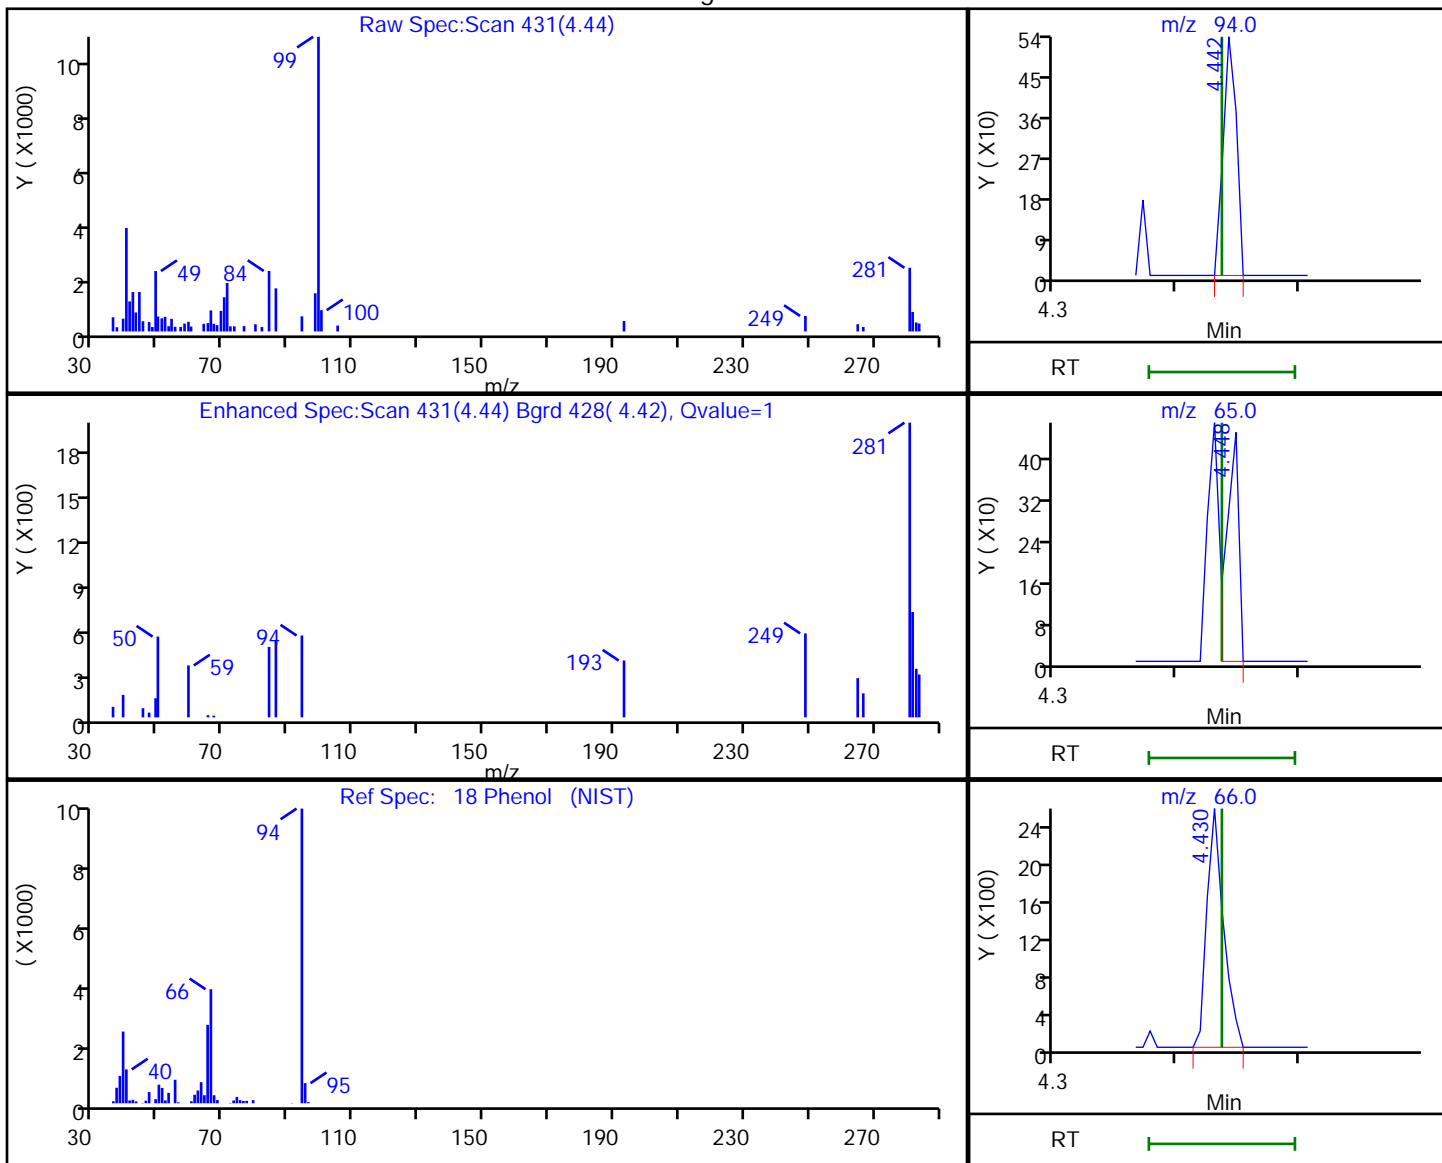 Raw Spec:Scan 431(4.44)
Y ( X1000)
10
8
6
4
2
0
99
49
84
100
249
281
30 70 110 150 190 230 270
m/z
m/z 94.0
Y ( X10)
54
45
36
27
18
9
0
4.442
4.3
Min
RT
Enhanced Spec:Scan 431(4.44) Bgrd 428( 4.42), Qvalue=1
Y ( X100)
18
15
12
9
6
3
0
50
59
94
193
249
281
30 70 110 150 190 230 270
m/z
m/z 65.0
Y ( X10)
40
32
24
16
8
0
4.448
4.3
Min
RT
Ref Spec: 18 Phenol (NIST)
( X1000)
10
8
6
4
2
0
94
66
40
95
30 70 110 150 190 230 270
m/z 66.0
Y ( X100)
24
20
16
12
8
4
0
4.430
4.3
Min
RT